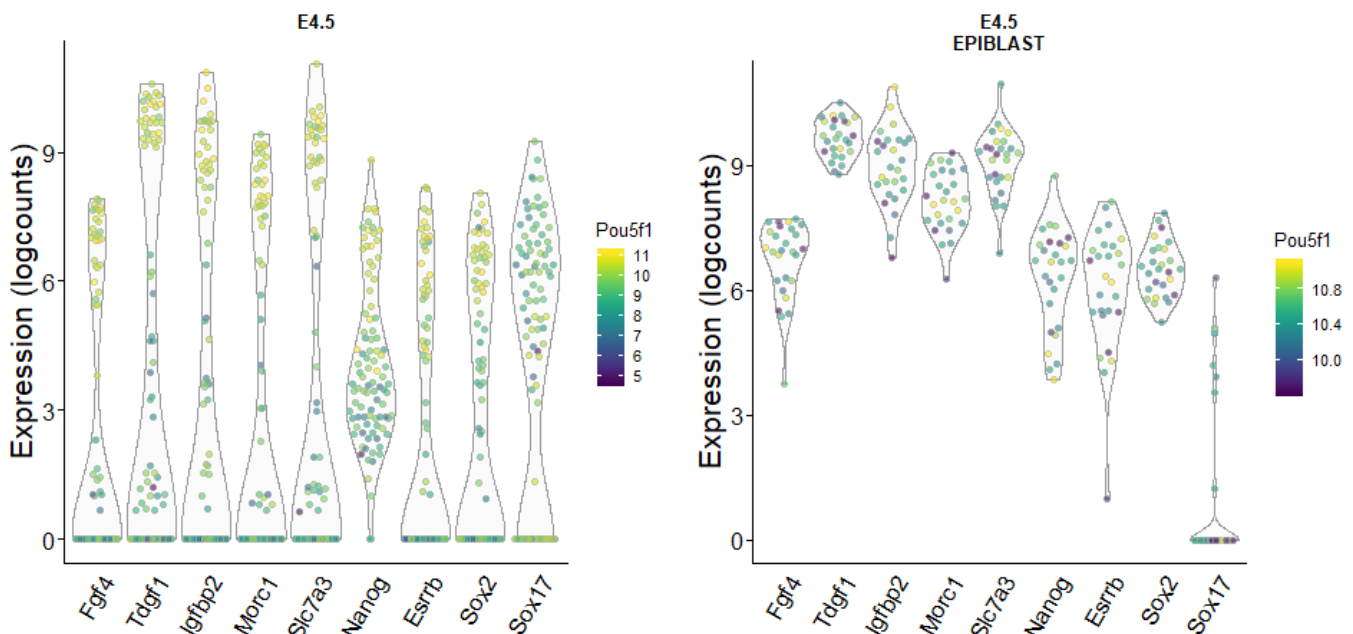 E4.5
Expression (logcounts)
9
6
3
0
Fgf4
Tdgf1
Igfbp2
Morc1
Slc7a3
Nanog
Esrrb
Sox2
Sox17
Pou5f1
11
10
9
8
7
6
5
E4.5
EPIBLAST
Expression (logcounts)
9
6
3
0
Fgf4
Tdgf1
Igfbp2
Morc1
Slc7a3
Nanog
Esrrb
Sox2
Sox17
Pou5f1
10.8
10.4
10.0